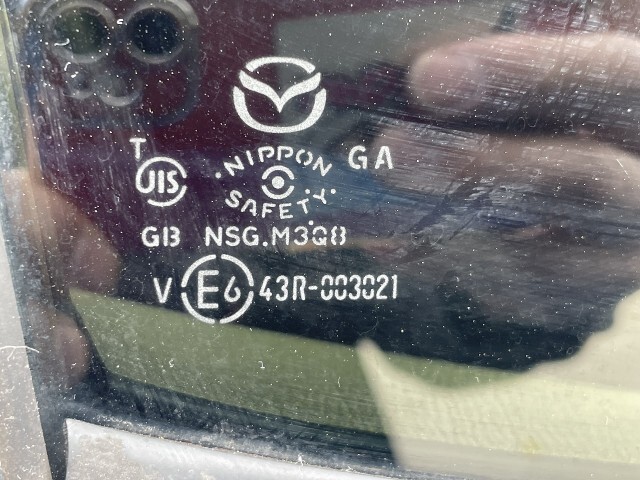 T
JIS
NIPPON
SAFETY
GA
GB NSG.M3Q8
V E6 43R-003021